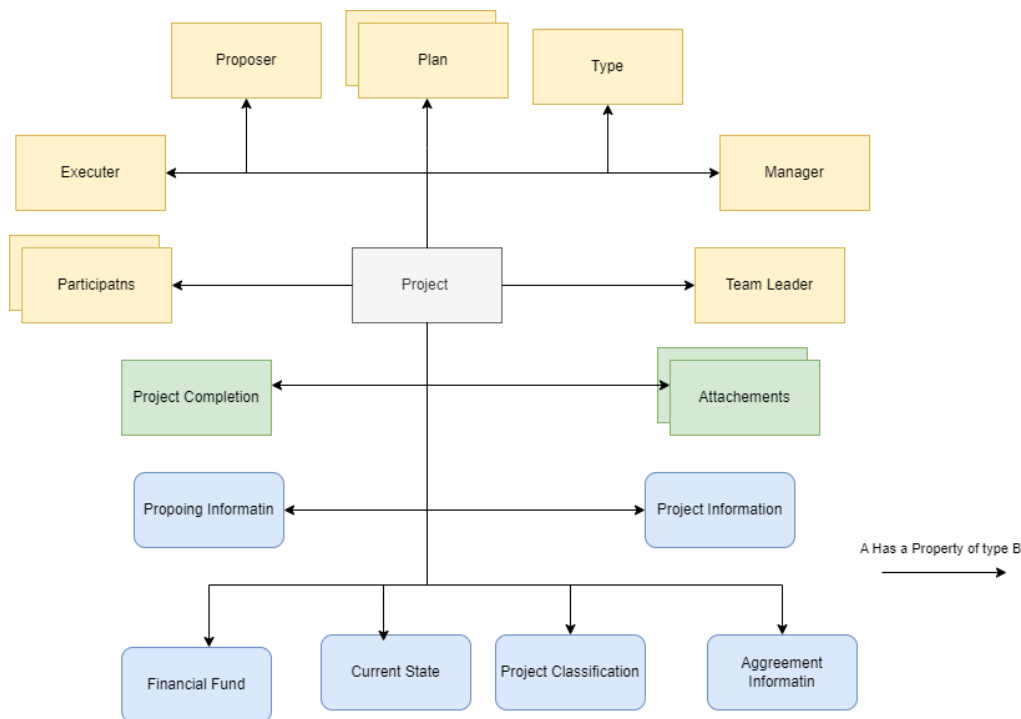 Proposer
Plan
Type
Executer
Manager
Participatns
Project
Team Leader
Project Completion
Attachements
Propoing Informatin
Project Information
A Has a Property of type B
Financial Fund
Current State
Project Classification
Aggreement
Informatin